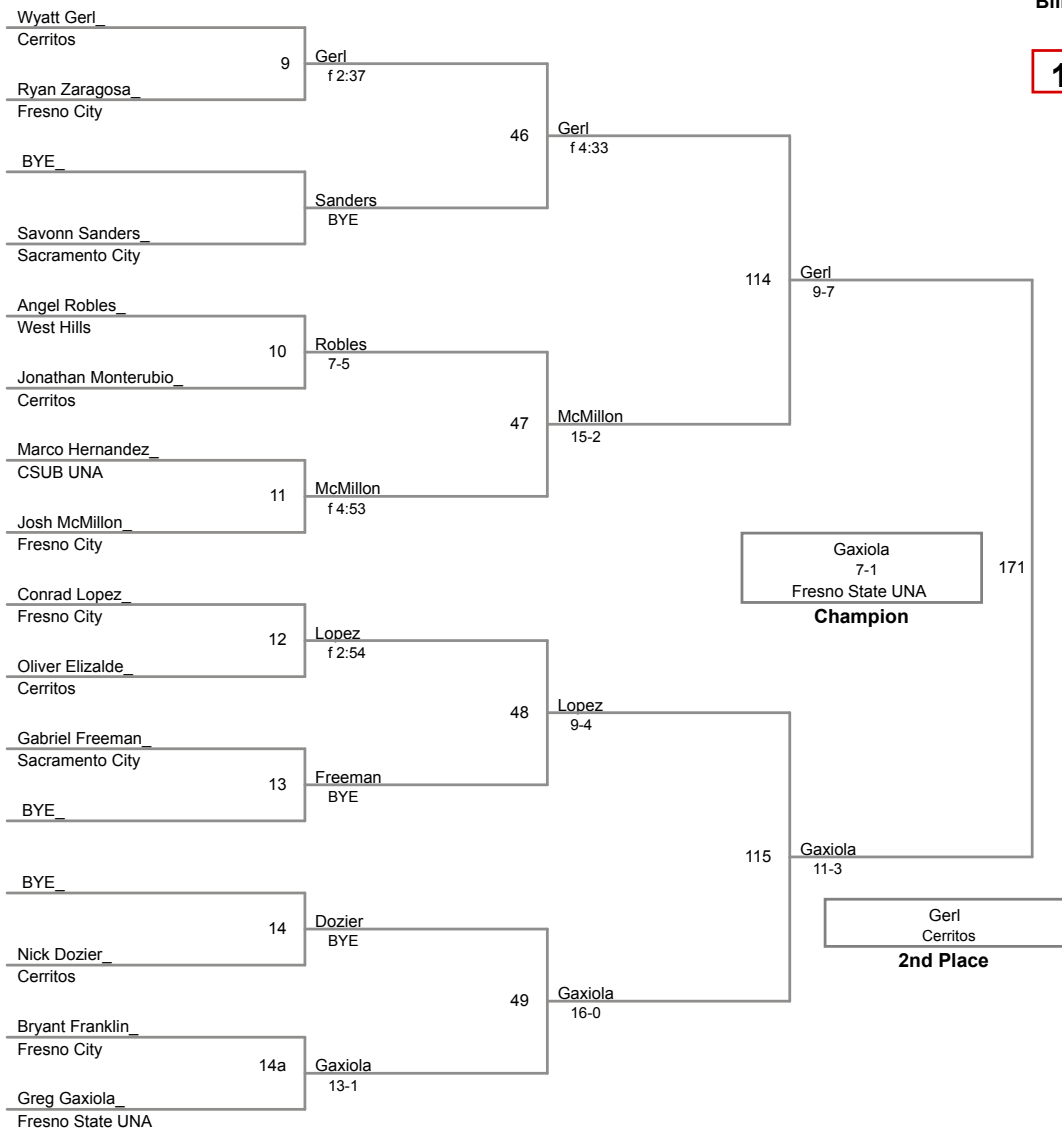 Wyatt Gerl_
Cerritos
9
Gerl
f 2:37
Ryan Zaragosa_
Fresno City
46
Gerl
f 4:33
BYE_
Sanders
BYE
Savonn Sanders_
Sacramento City
114
Gerl
9-7
Angel Robles_
West Hills
10
Robles
7-5
Jonathan Monterubio_
Cerritos
47
McMillon
15-2
Marco Hernandez_
CSUB UNA
11
McMillon
f 4:53
Josh McMillon_
Fresno City
Gaxiola
7-1
Fresno State UNA
Champion
171
Conrad Lopez_
Fresno City
12
Lopez
f 2:54
Oliver Elizalde_
Cerritos
48
Lopez
9-4
Gabriel Freeman_
Sacramento City
13
Freeman
BYE
BYE_
115
Gaxiola
11-3
BYE_
14
Dozier
BYE
Gerl
Cerritos
2nd Place
Nick Dozier_
Cerritos
49
Gaxiola
16-0
Bryant Franklin_
Fresno City
14a
Gaxiola
13-1
Greg Gaxiola_
Fresno State UNA